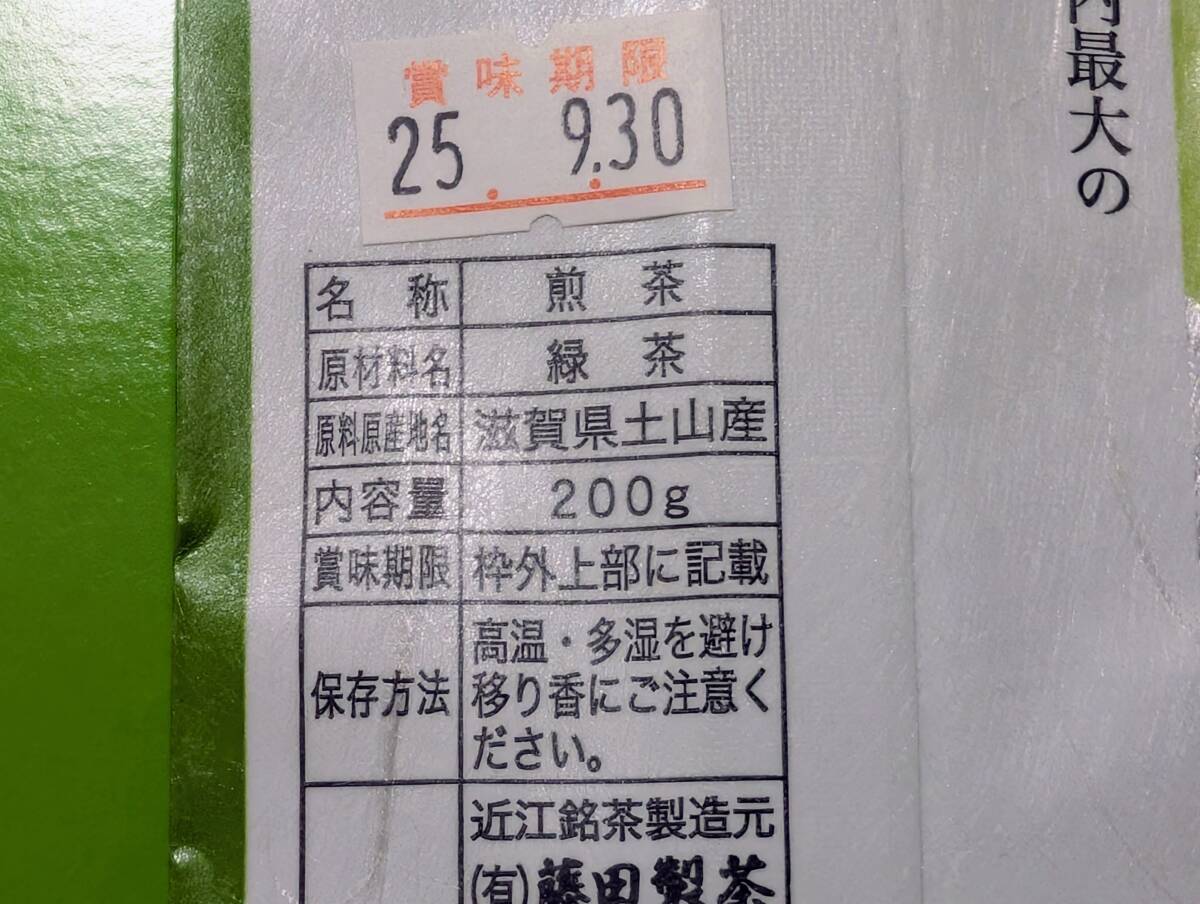 賞味期限
25. 9.30
名称 煎茶
原材料名 緑茶
原料原産地名 滋賀県土山産
内容量 200g
賞味期限 枠外上部に記載
保存方法 高温・多湿を避け
移り香にご注意く
ださい。
近江銘茶製造元
(有)藤田製茶
最大の